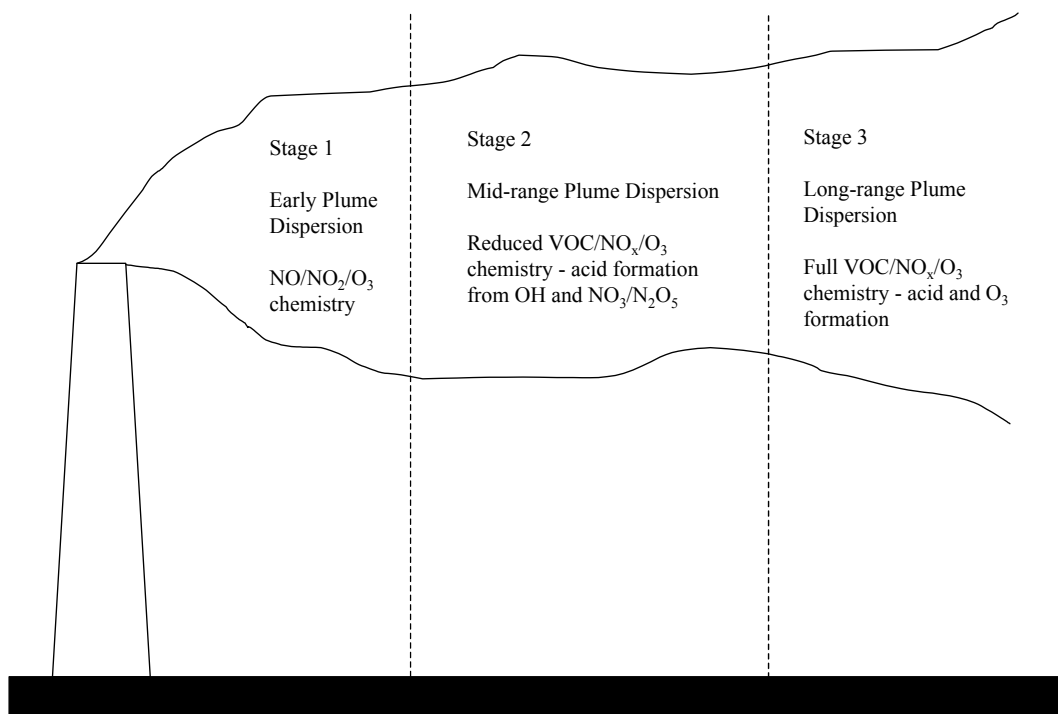 Stage 1
Early Plume
Dispersion
NO/NO₂/O₃
chemistry
Stage 2
Mid-range Plume Dispersion
Reduced VOC/NOₓ/O₃
chemistry - acid formation
from OH and NO₃/N₂O₅
Stage 3
Long-range Plume
Dispersion
Full VOC/NOₓ/O₃
chemistry - acid and O₃
formation